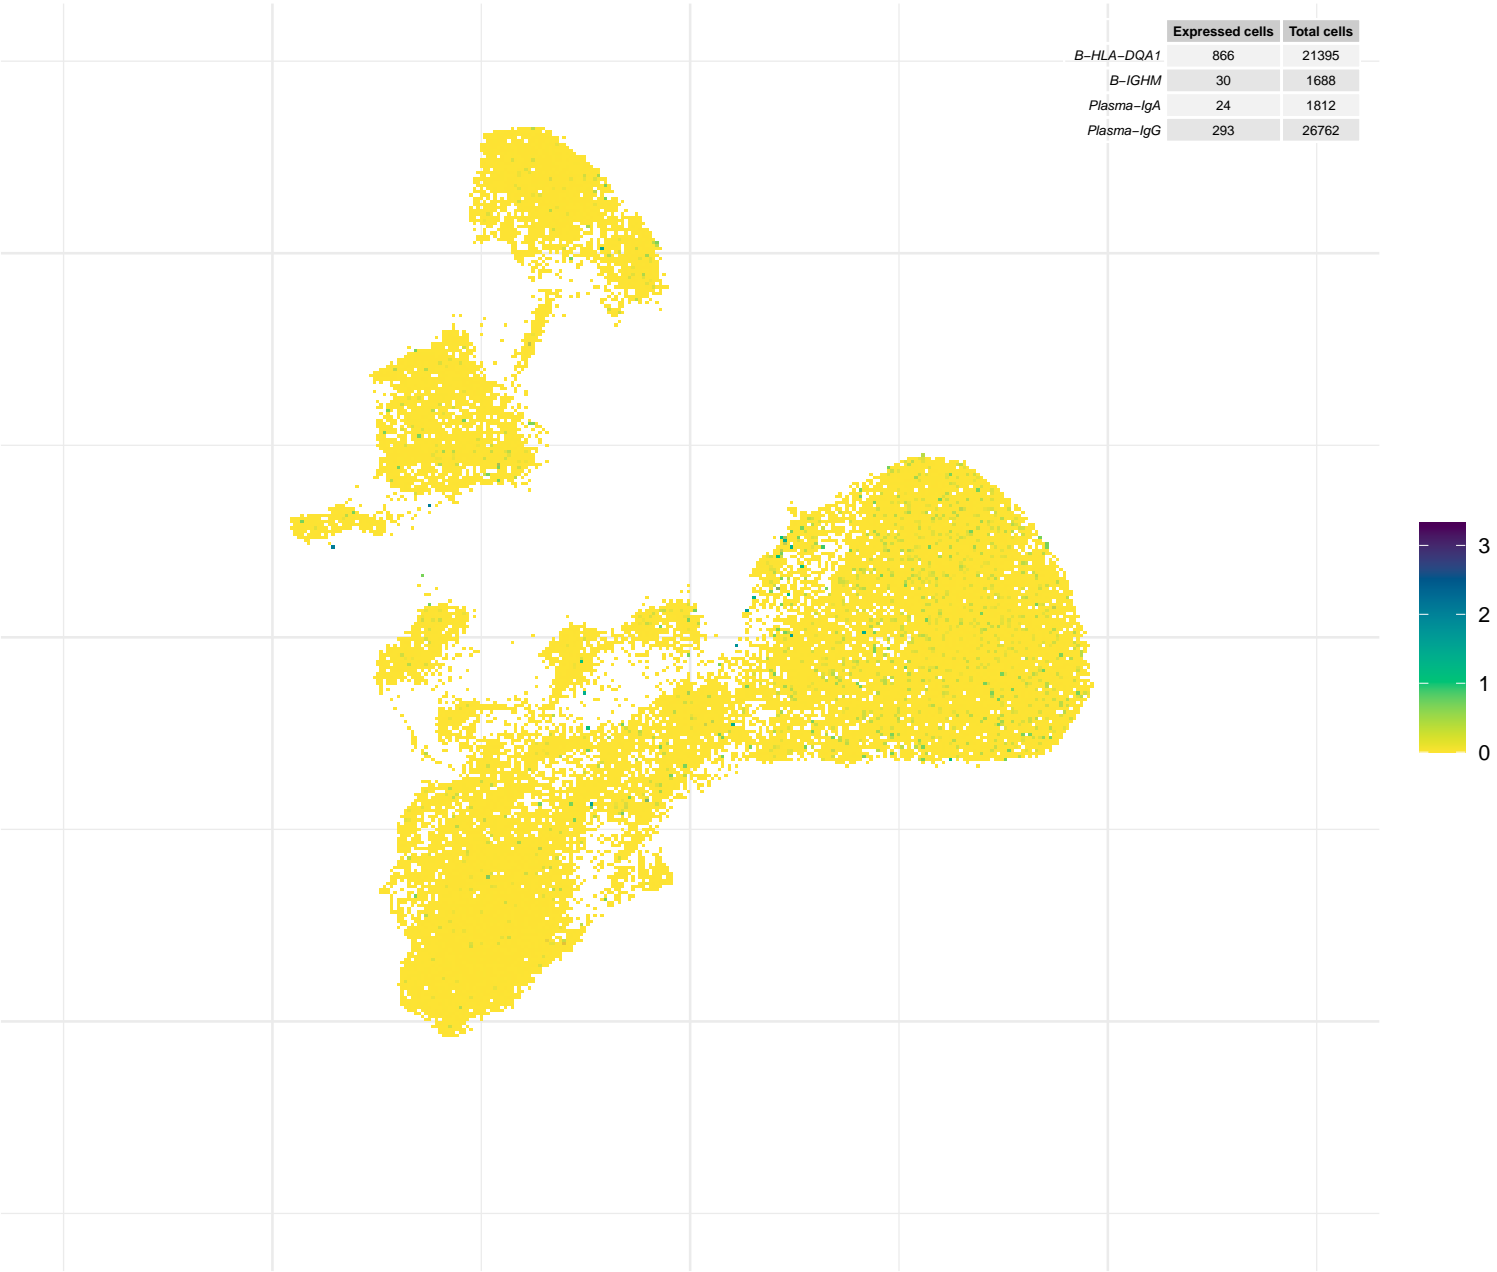 Expressed cells Total cells
B−HLA−DQA1 866 21395
B−IGHM 30 1688
Plasma−IgA 24 1812
Plasma−IgG 293 26762
3
2
1
0